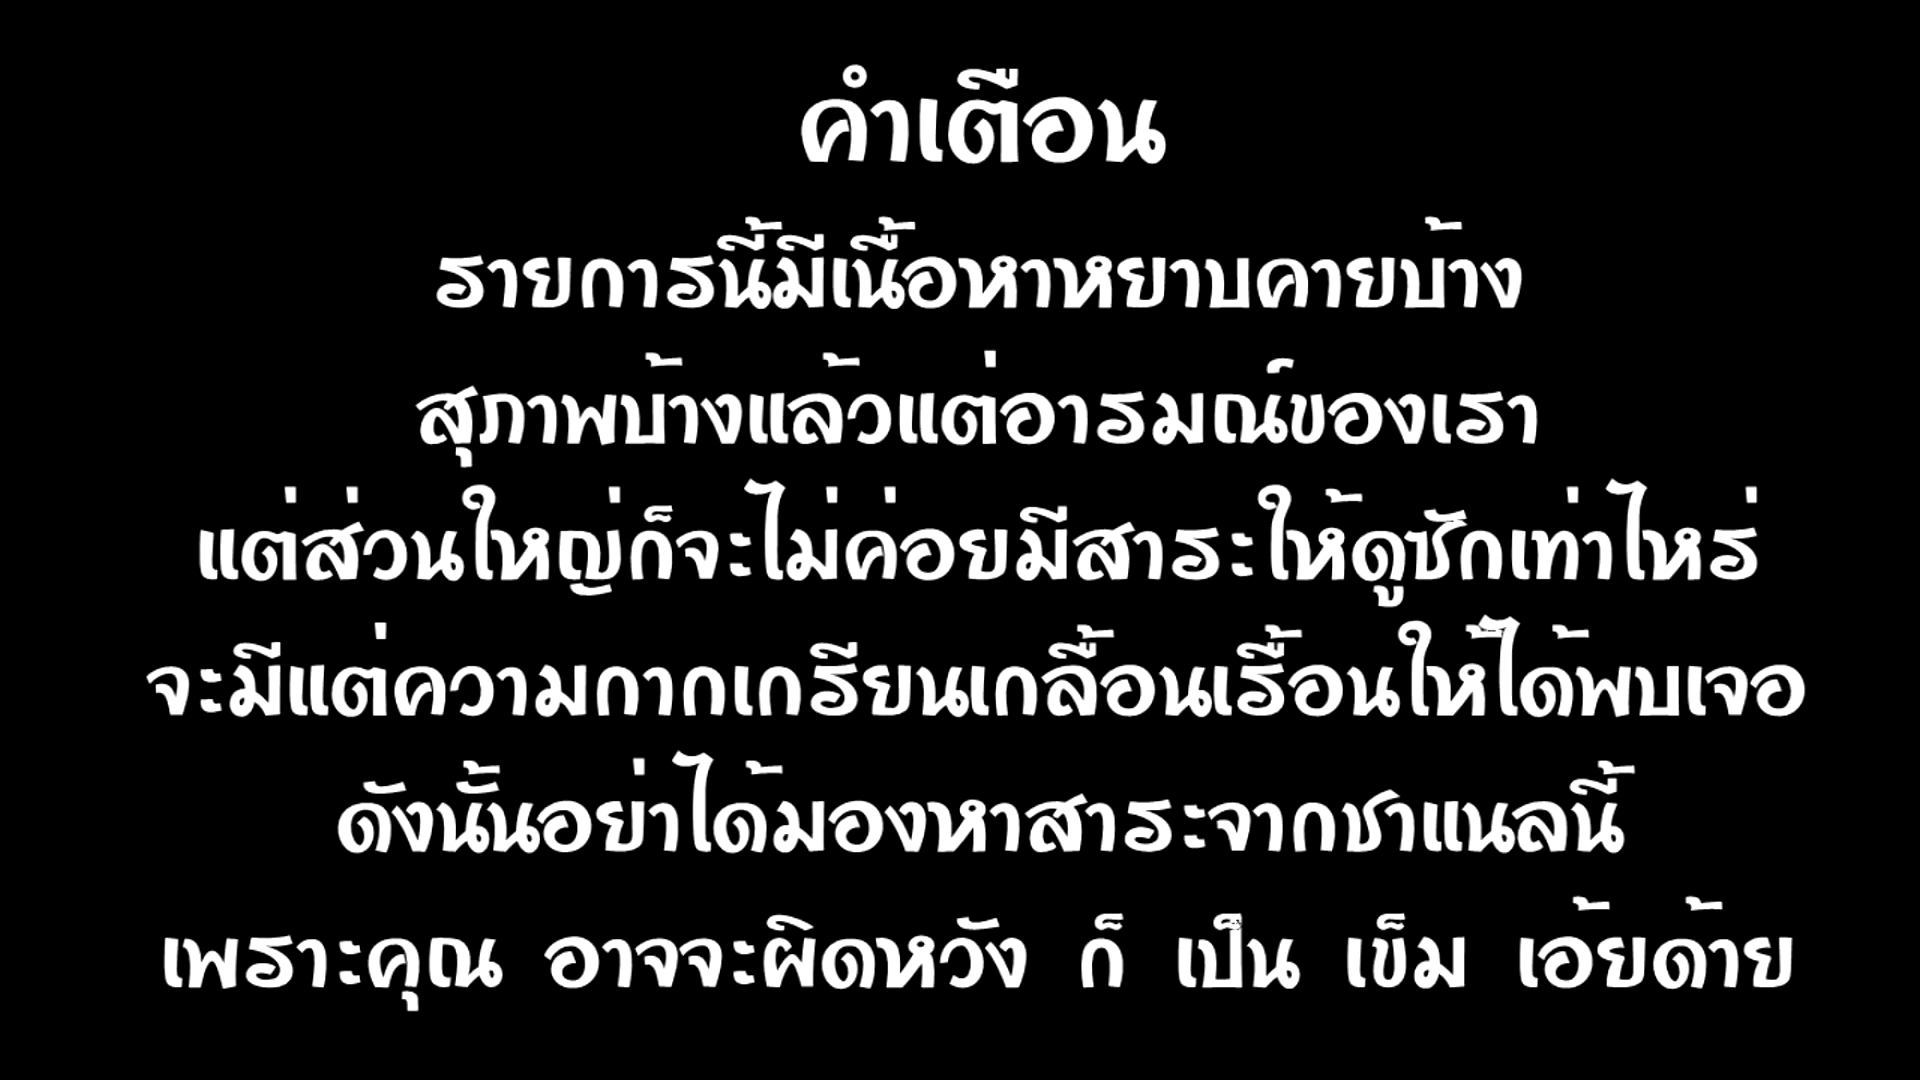 คำเตือน
รายการนี้มีเนื้อหาหยาบคายบ้าง
สุภาพบ้างแล้วแต่อารมณ์ของเรา
แต่ส่วนใหญ่ก็จะไม่ค่อยมีสาระให้ดูซักเท่าไหร่
จะมีแต่ความกากเกรียนเกลื้อนเรื้อนให้ได้พบเจอ
ดังนั้นอย่าได้มองหาสาระจากชาแนลนี้
เพราะคุณ อาจจะผิดหวัง ก็ เป็น เข็ม เอ้ยด้าย